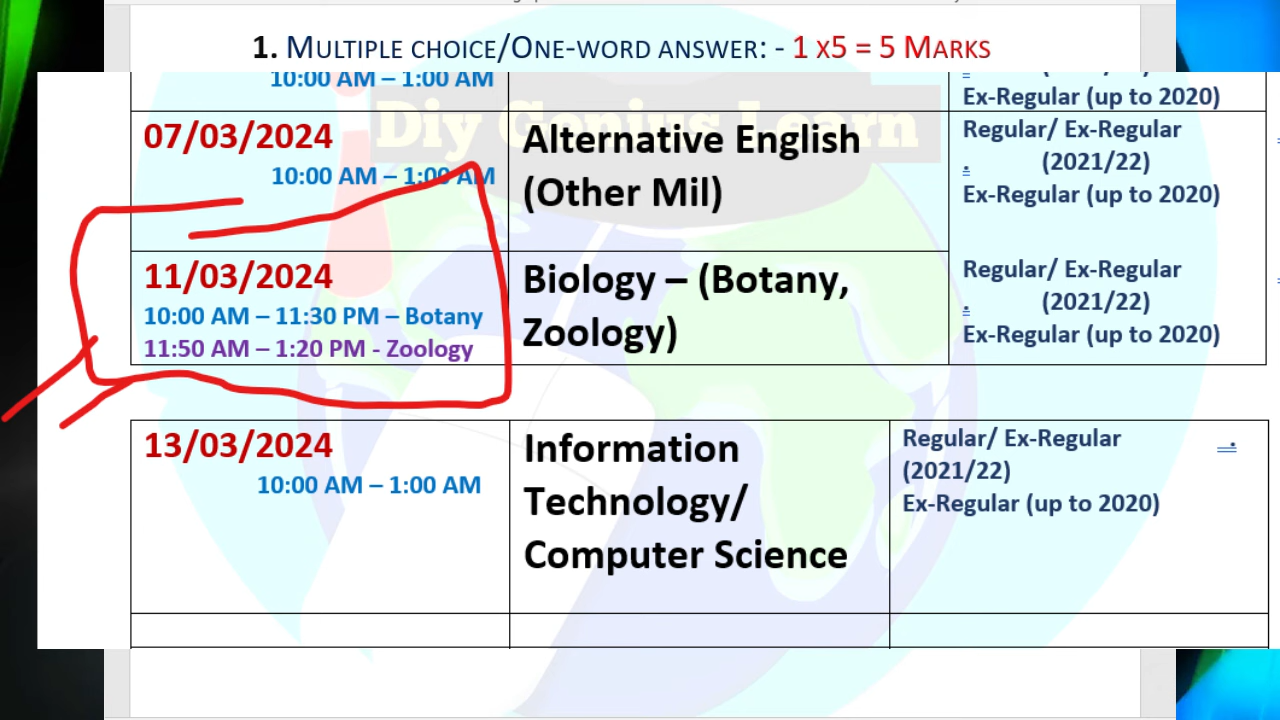 1. MULTIPLE CHOICE/ONE-WORD ANSWER: - 1 X5 = 5 MARKS
10:00 AM – 1:00 AM
Ex-Regular (up to 2020)
Diy Genius Learn
07/03/2024
10:00 AM – 1:00 AM
Alternative English
(Other Mil)
Regular/ Ex-Regular
. (2021/22)
Ex-Regular (up to 2020)
11/03/2024
10:00 AM – 11:30 PM – Botany
11:50 AM – 1:20 PM - Zoology
Biology – (Botany,
Zoology)
Regular/ Ex-Regular
. (2021/22)
Ex-Regular (up to 2020)
13/03/2024
10:00 AM – 1:00 AM
Information
Technology/
Computer Science
Regular/ Ex-Regular .
(2021/22)
Ex-Regular (up to 2020)